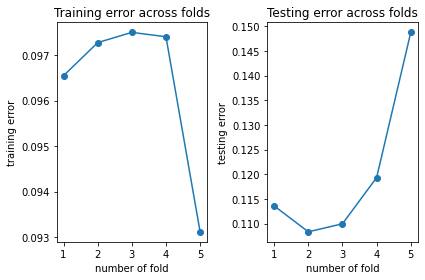 Training error across folds
training error
0.097
0.096
0.095
0.094
0.093
1 2 3 4 5
number of fold
Testing error across folds
testing error
0.150
0.145
0.140
0.135
0.130
0.125
0.120
0.115
0.110
1 2 3 4 5
number of fold